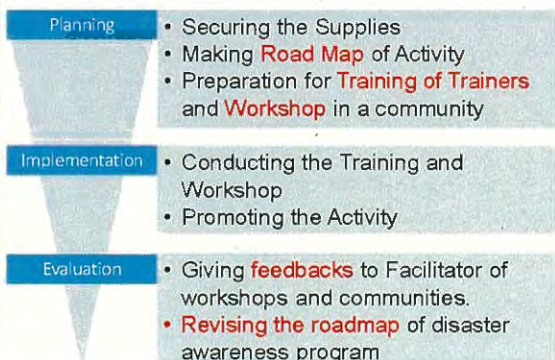 Planning
• Securing the Supplies
• Making Road Map of Activity
• Preparation for Training of Trainers
and Workshop in a community
Implementation
• Conducting the Training and
Workshop
• Promoting the Activity
Evaluation
• Giving feedbacks to Facilitator of
workshops and communities.
• Revising the roadmap of disaster
awareness program